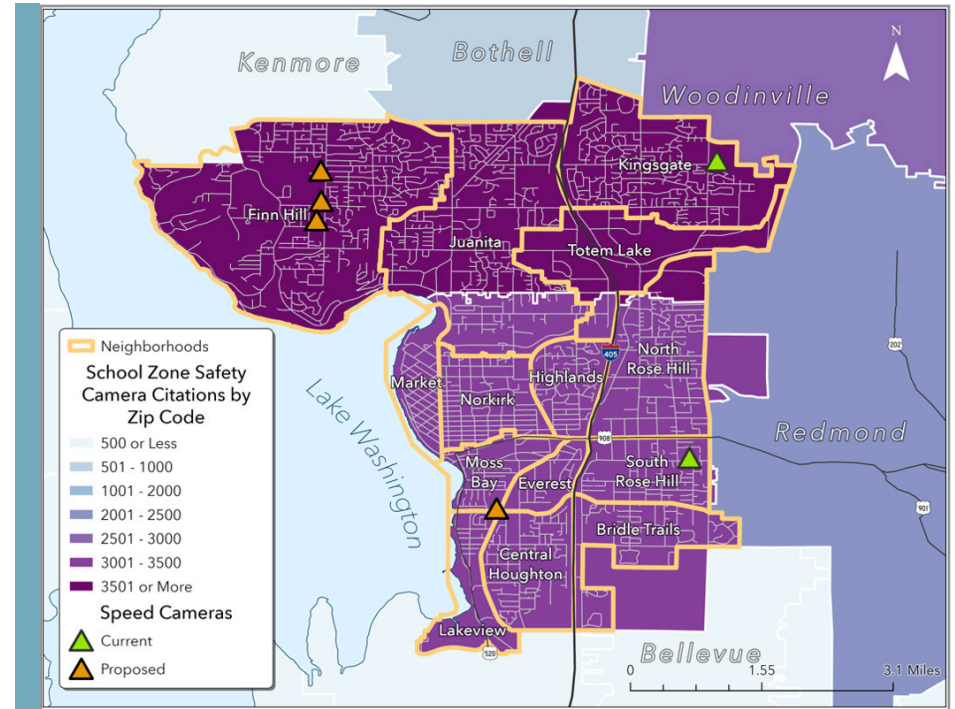 Kenmore
Bothell
N
Woodinville
Kingsgate
Finn Hill
Juanita
Totem Lake
202
Neighborhoods
School Zone Safety
Camera Citations by
Zip Code
500 or Less
501 - 1000
1001 - 2000
2001 - 2500
2501 - 3000
3001 - 3500
3501 or More
Speed Cameras
Current
Proposed
Lake Washington
405
North
Rose Hill
Market
Highlands
Norkirk
908
Redmond
Moss
Bay
Everest
South
Rose Hill
901
Bridle Trails
Central
Houghton
Lakeview
520
Bellevue
0
1.55
3.1 Miles